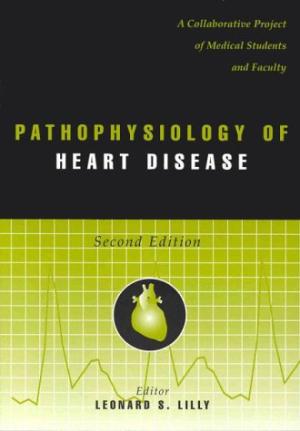 A Collaborative Project
of Medical Students
and Faculty
PATHOPHYSIOLOGY OF
HEART DISEASE
Second Edition
Editor
LEONARD S. LILLY